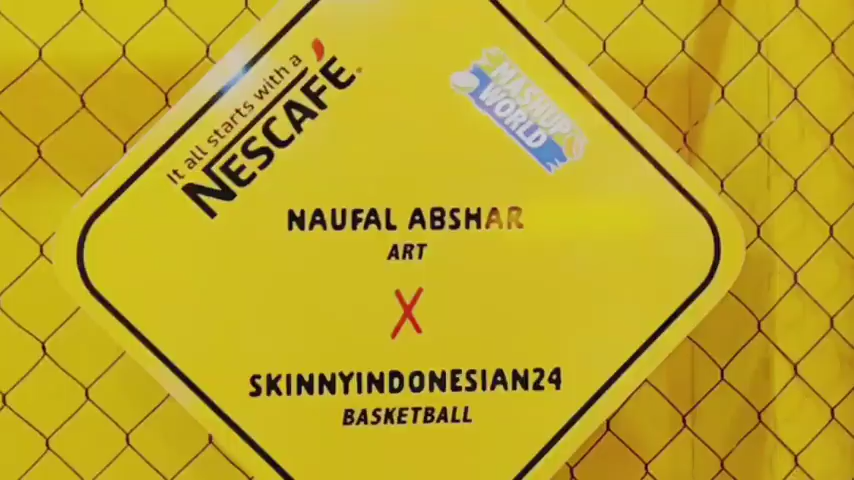 It all starts with a
NESCAFÉ
MASHUP
WORLD
NAUFAL ABSHAR
ART
X
SKINNYINDONESIAN24
BASKETBALL